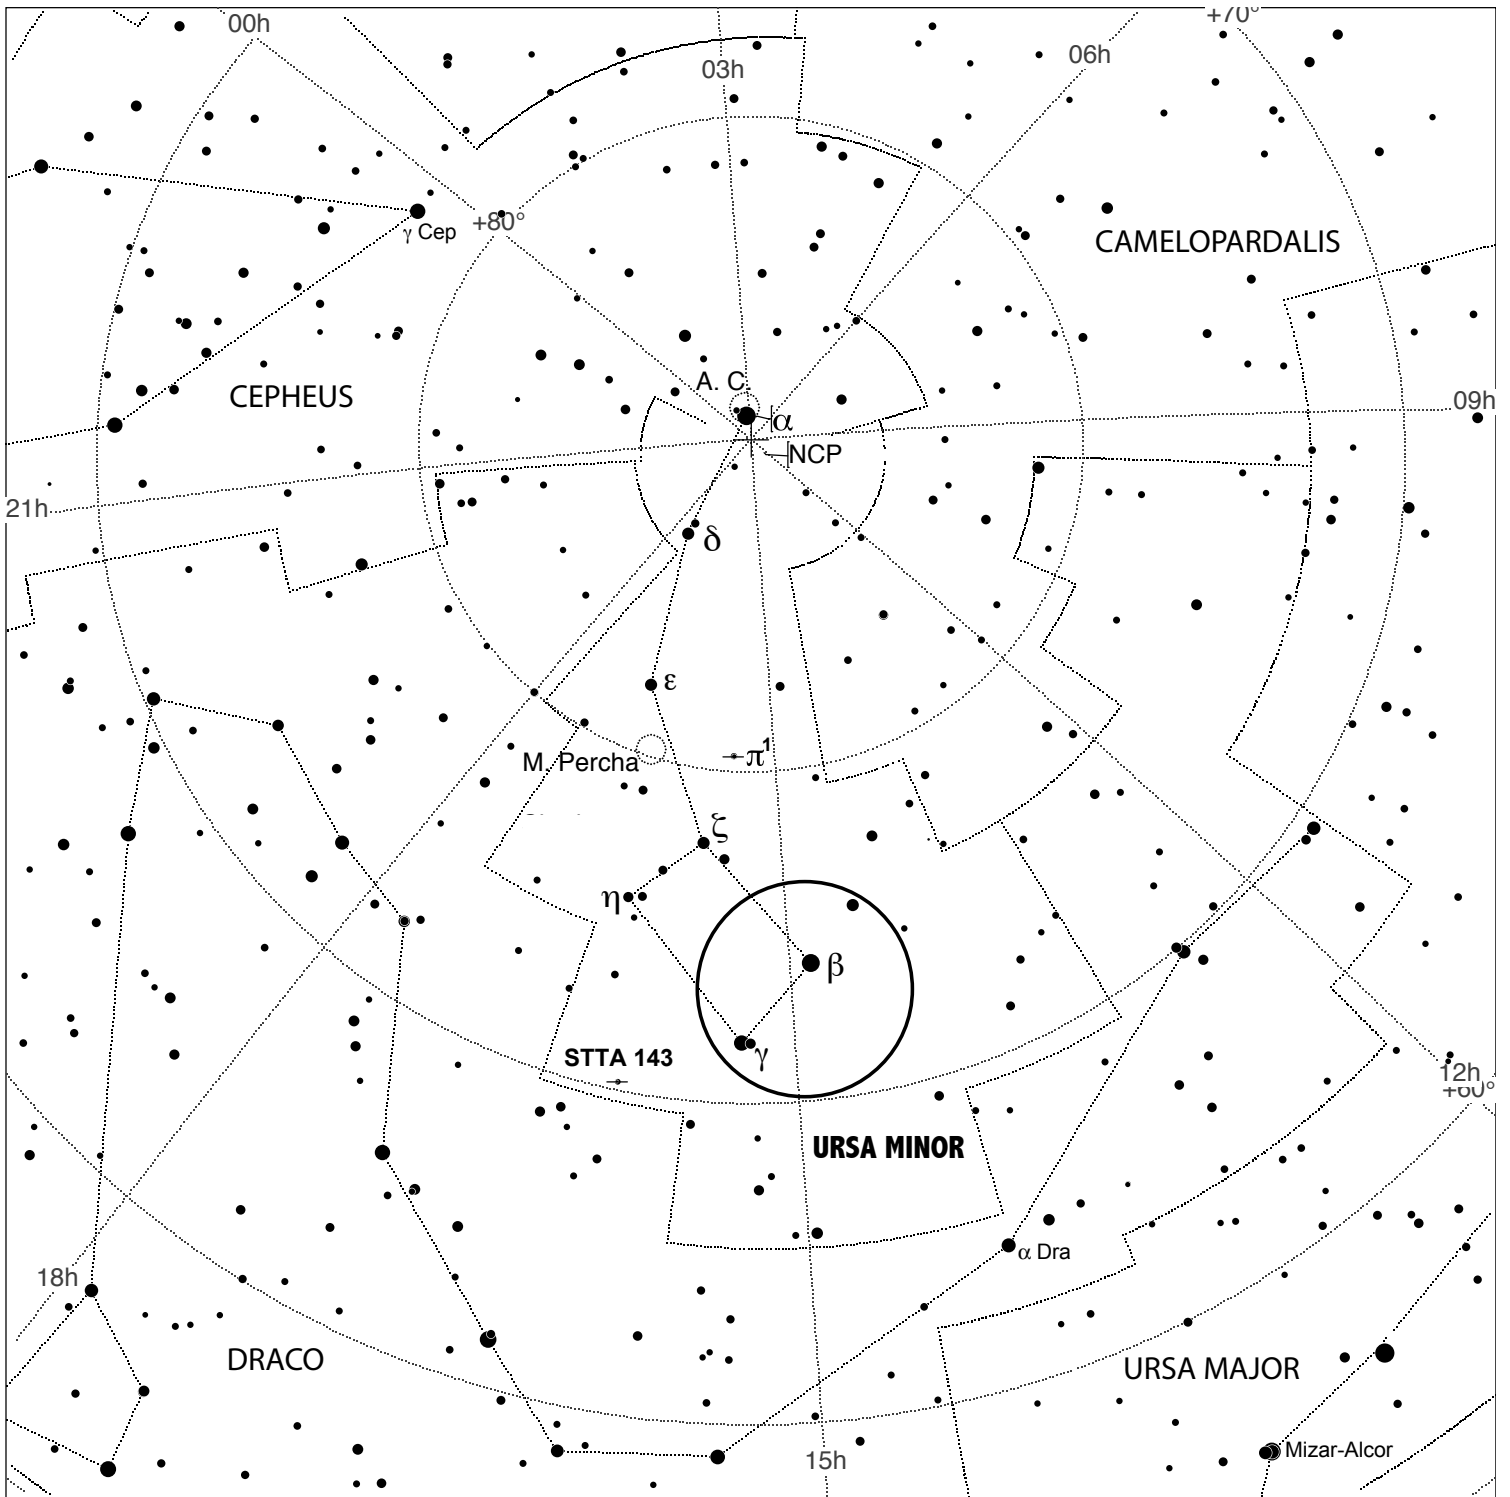 +70°
00h
06h
03h
+80°
γ Cep
CAMELOPARDALIS
A. C.
CEPHEUS
09h
α
NCP
21h
δ
ε
π¹
M. Percha
ζ
η
β
γ
STTA 143
12h
+60°
URSA MINOR
α Dra
18h
DRACO
URSA MAJOR
Mizar-Alcor
15h